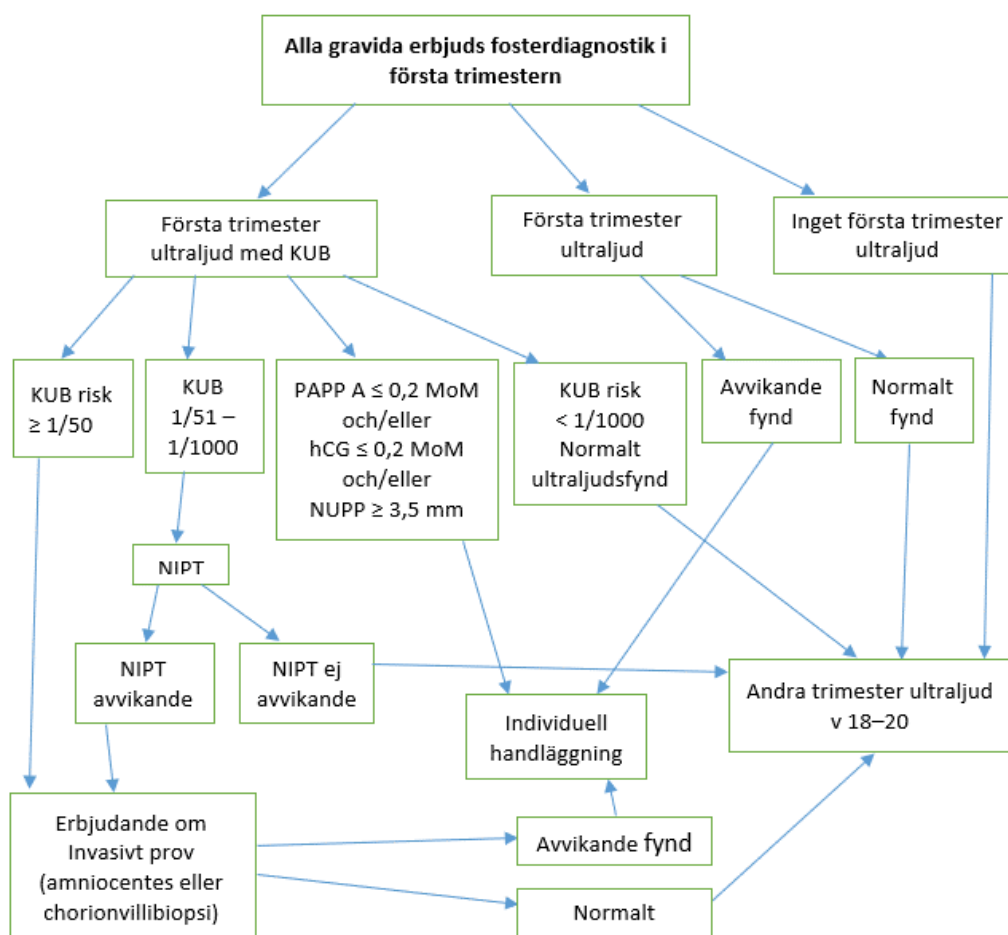 Alla gravida erbjuds fosterdiagnostik i
första trimestern
Första trimester
ultraljud med KUB
Första trimester
ultraljud
Inget första trimester
ultraljud
KUB risk
≥ 1/50
KUB
1/51 –
1/1000
PAPP A ≤ 0,2 MoM
och/eller
hCG ≤ 0,2 MoM
och/eller
NUPP ≥ 3,5 mm
KUB risk
< 1/1000
Normalt
ultraljudsfynd
Avvikande
fynd
Normalt
fynd
NIPT
NIPT
avvikande
NIPT ej
avvikande
Individuell
handläggning
Andra trimester ultraljud
v 18–20
Erbjudande om
Invasivt prov
(amniocentes eller
chorionvillibiopsi)
Avvikande fynd
Normalt